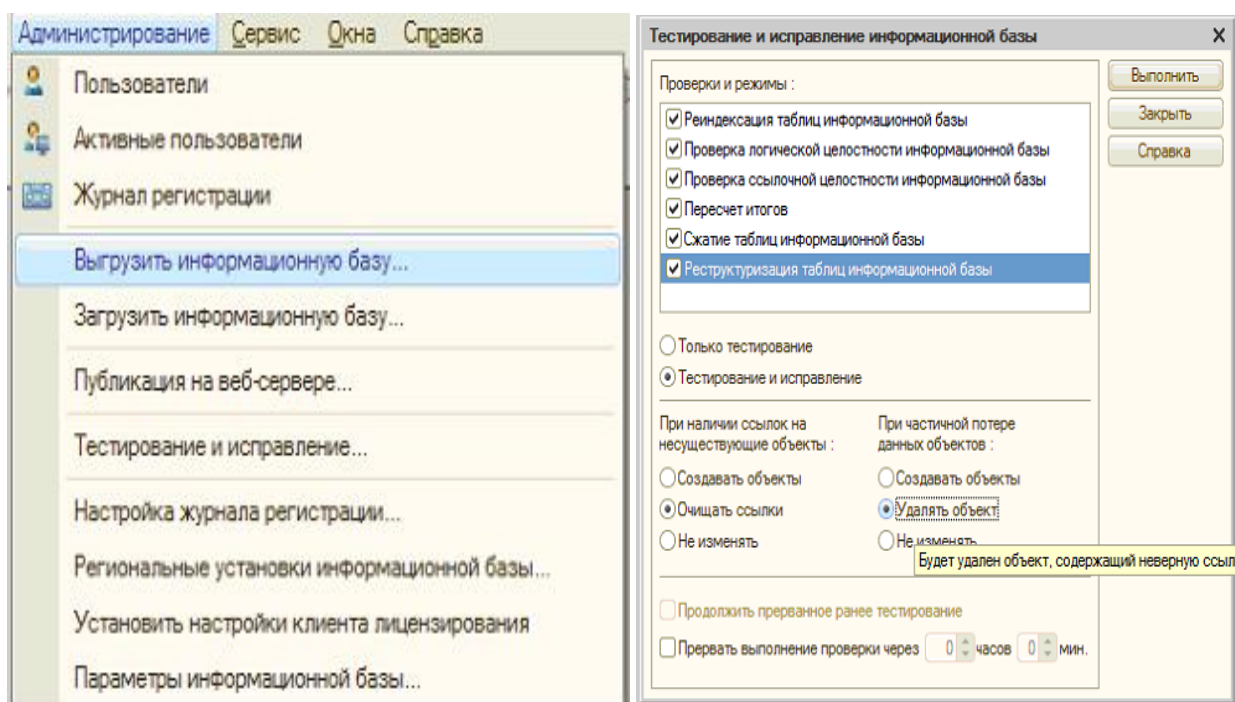 Администрирование Сервис Окна Справка
Пользователи
Активные пользователи
Журнал регистрации
Выгрузить информационную базу...
Загрузить информационную базу...
Публикация на веб-сервере...
Тестирование и исправление...
Настройка журнала регистрации...
Региональные установки информационной базы...
Установить настройки клиента лицензирования
Параметры информационной базы...
Тестирование и исправление информационной базы X
Проверки и режимы :
Реиндексация таблиц информационной базы
Проверка логической целостности информационной базы
Проверка ссылочной целостности информационной базы
Пересчет итогов
Сжатие таблиц информационной базы
Реструктуризация таблиц информационной базы
Только тестирование
Тестирование и исправление
При наличии ссылок на
несуществующие объекты :
Создавать объекты
Очищать ссылки
Не изменять
При частичной потере
данных объектов :
Создавать объекты
Удалять объект
Не изменять
Будет удален объект, содержащий неверную ссыл
Продолжить прерванное ранее тестирование
Прервать выполнение проверки через 0 часов 0 мин.
Выполнить
Закрыть
Справка